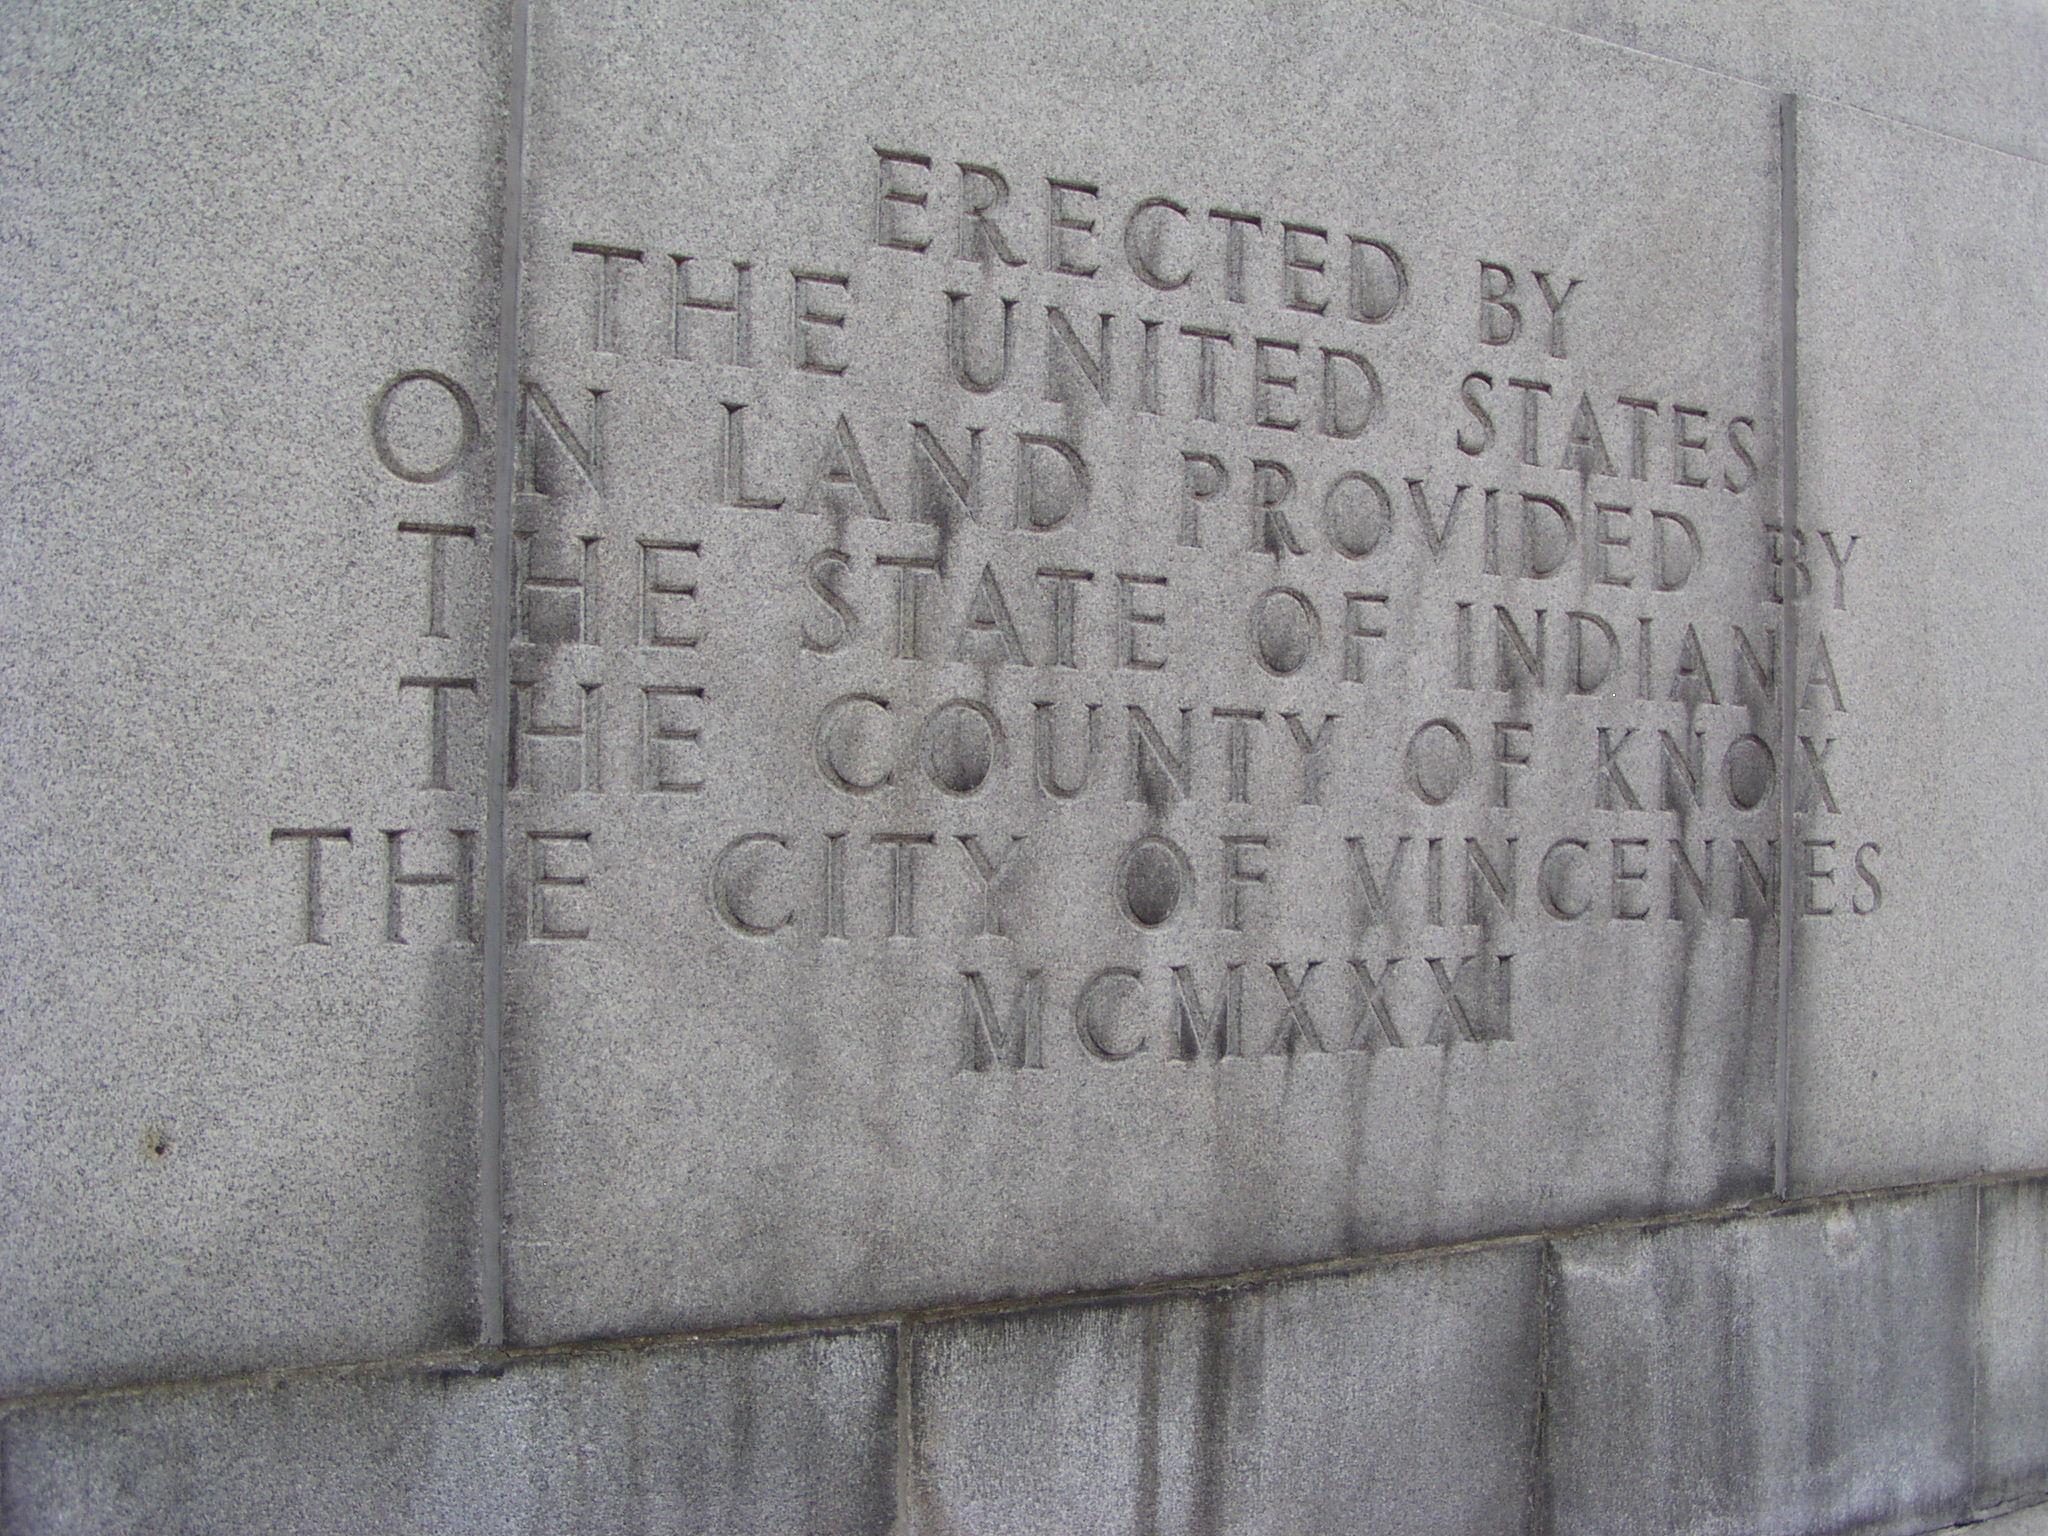 ERECTED BY
THE UNITED STATES
ON LAND PROVIDED BY
THE STATE OF INDIANA
THE COUNTY OF KNOX
THE CITY OF VINCENNES
MCMXXXI